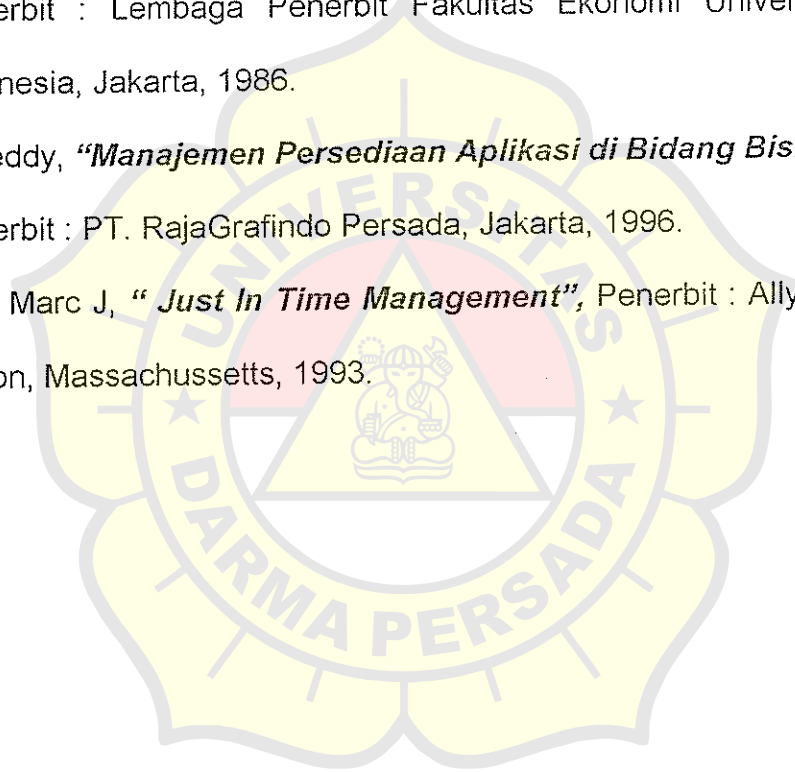 erbit : Lembaga Penerbit Fakultas Ekonomi Univer
nesia, Jakarta, 1986.
eddy, “Manajemen Persediaan Aplikasi di Bidang Bis
erbit : PT. RajaGrafindo Persada, Jakarta, 1996.
Marc J, “ Just In Time Management”, Penerbit : Ally
on, Massachussetts, 1993.
UNIVERSITAS
DARMA PERSADA